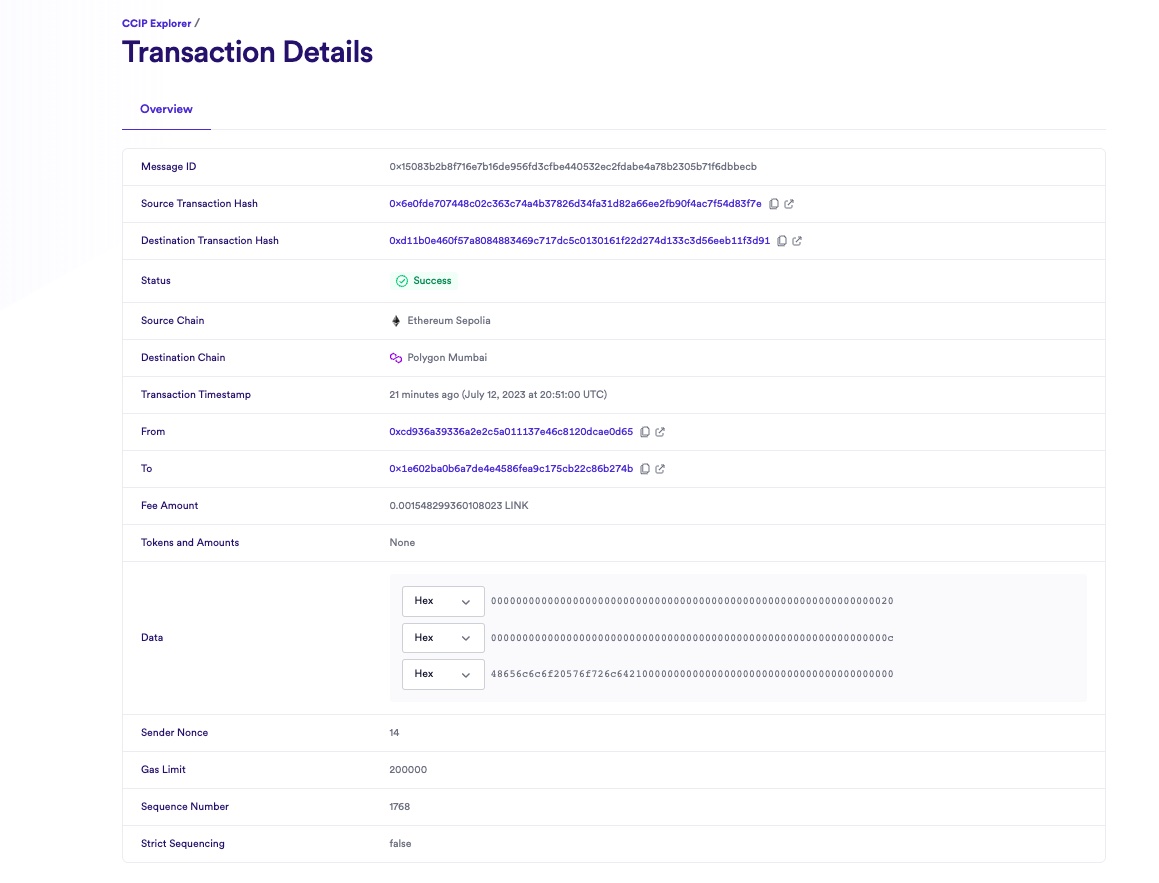 CCIP Explorer /
Transaction Details
Overview
Message ID 0x15083b2b8f716e7b16de956fd3cfbe440532ec2fdabe4a78b2305b71f6dbbecb
Source Transaction Hash 0x6e0fde707448c02c363c74a4b37826d34fa31d82a66ee2fb90f4ac7f54d83f7e
Destination Transaction Hash 0xd11b0e460f57a8084883469c717dc5c0130161f22d274d133c3d56eeb11f3d91
Status Success
Source Chain Ethereum Sepolia
Destination Chain Polygon Mumbai
Transaction Timestamp 21 minutes ago (July 12, 2023 at 20:51:00 UTC)
From 0xcd936a39336a2e2c5a011137e46c8120dcae0d65
To 0x1e602ba0b6a7de4e4586fea9c175cb22c86b274b
Fee Amount 0.001548299360108023 LINK
Tokens and Amounts None
Hex 0000000000000000000000000000000000000000000000000000000000000020
Data Hex 000000000000000000000000000000000000000000000000000000000000000c
Hex 48656c6c6f20576f726c64210000000000000000000000000000000000000000
Sender Nonce 14
Gas Limit 200000
Sequence Number 1768
Strict Sequencing false